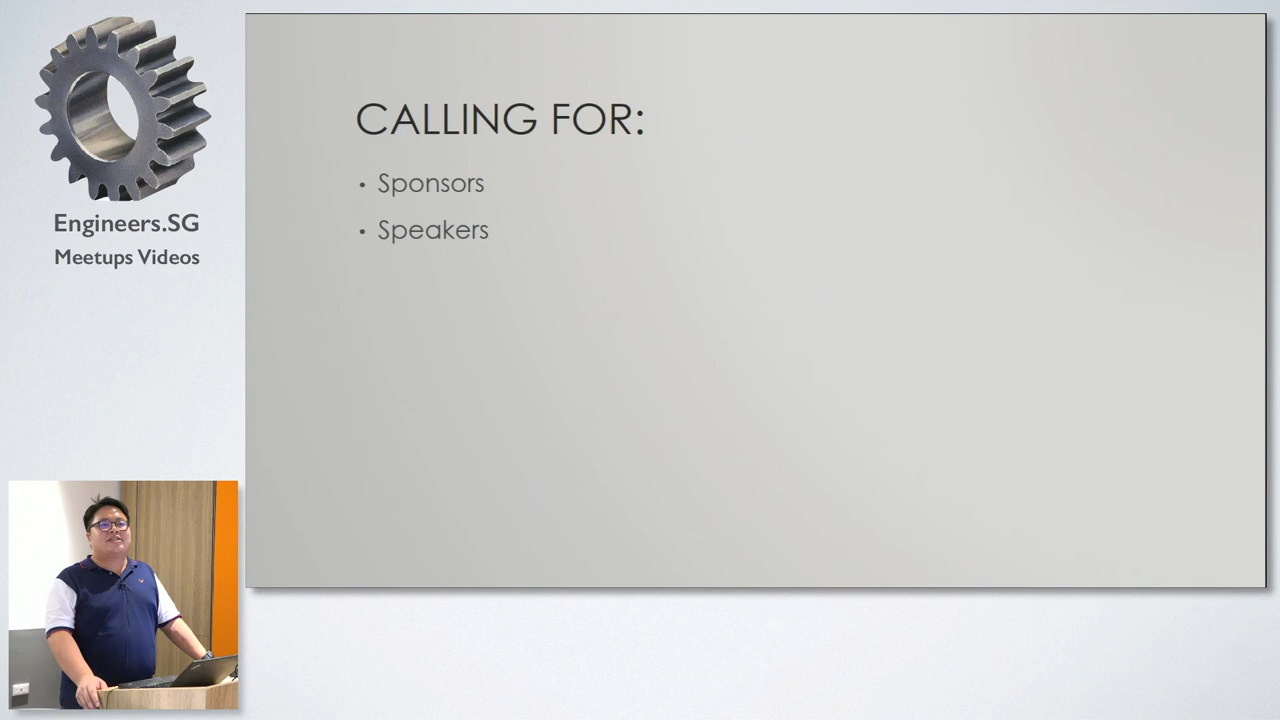 Engineers.SG
Meetups Videos
CALLING FOR:
• Sponsors
• Speakers